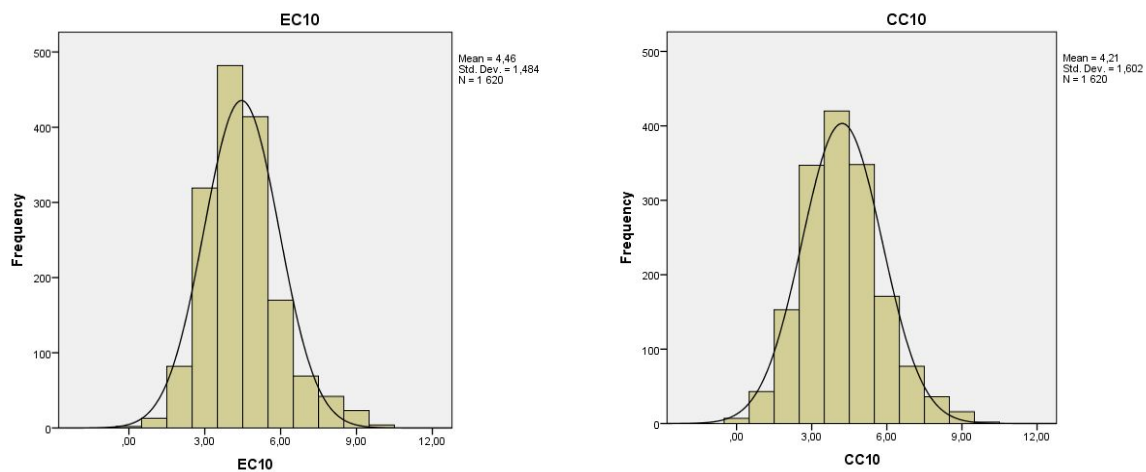 EC10
Mean = 4,46
Std. Dev. = 1,484
N = 1 620
500
400
300
200
100
0
Frequency
,00
3,00
6,00
9,00
12,00
EC10
CC10
Mean = 4,21
Std. Dev. = 1,602
N = 1 620
500
400
300
200
100
0
Frequency
,00
3,00
6,00
9,00
12,00
CC10